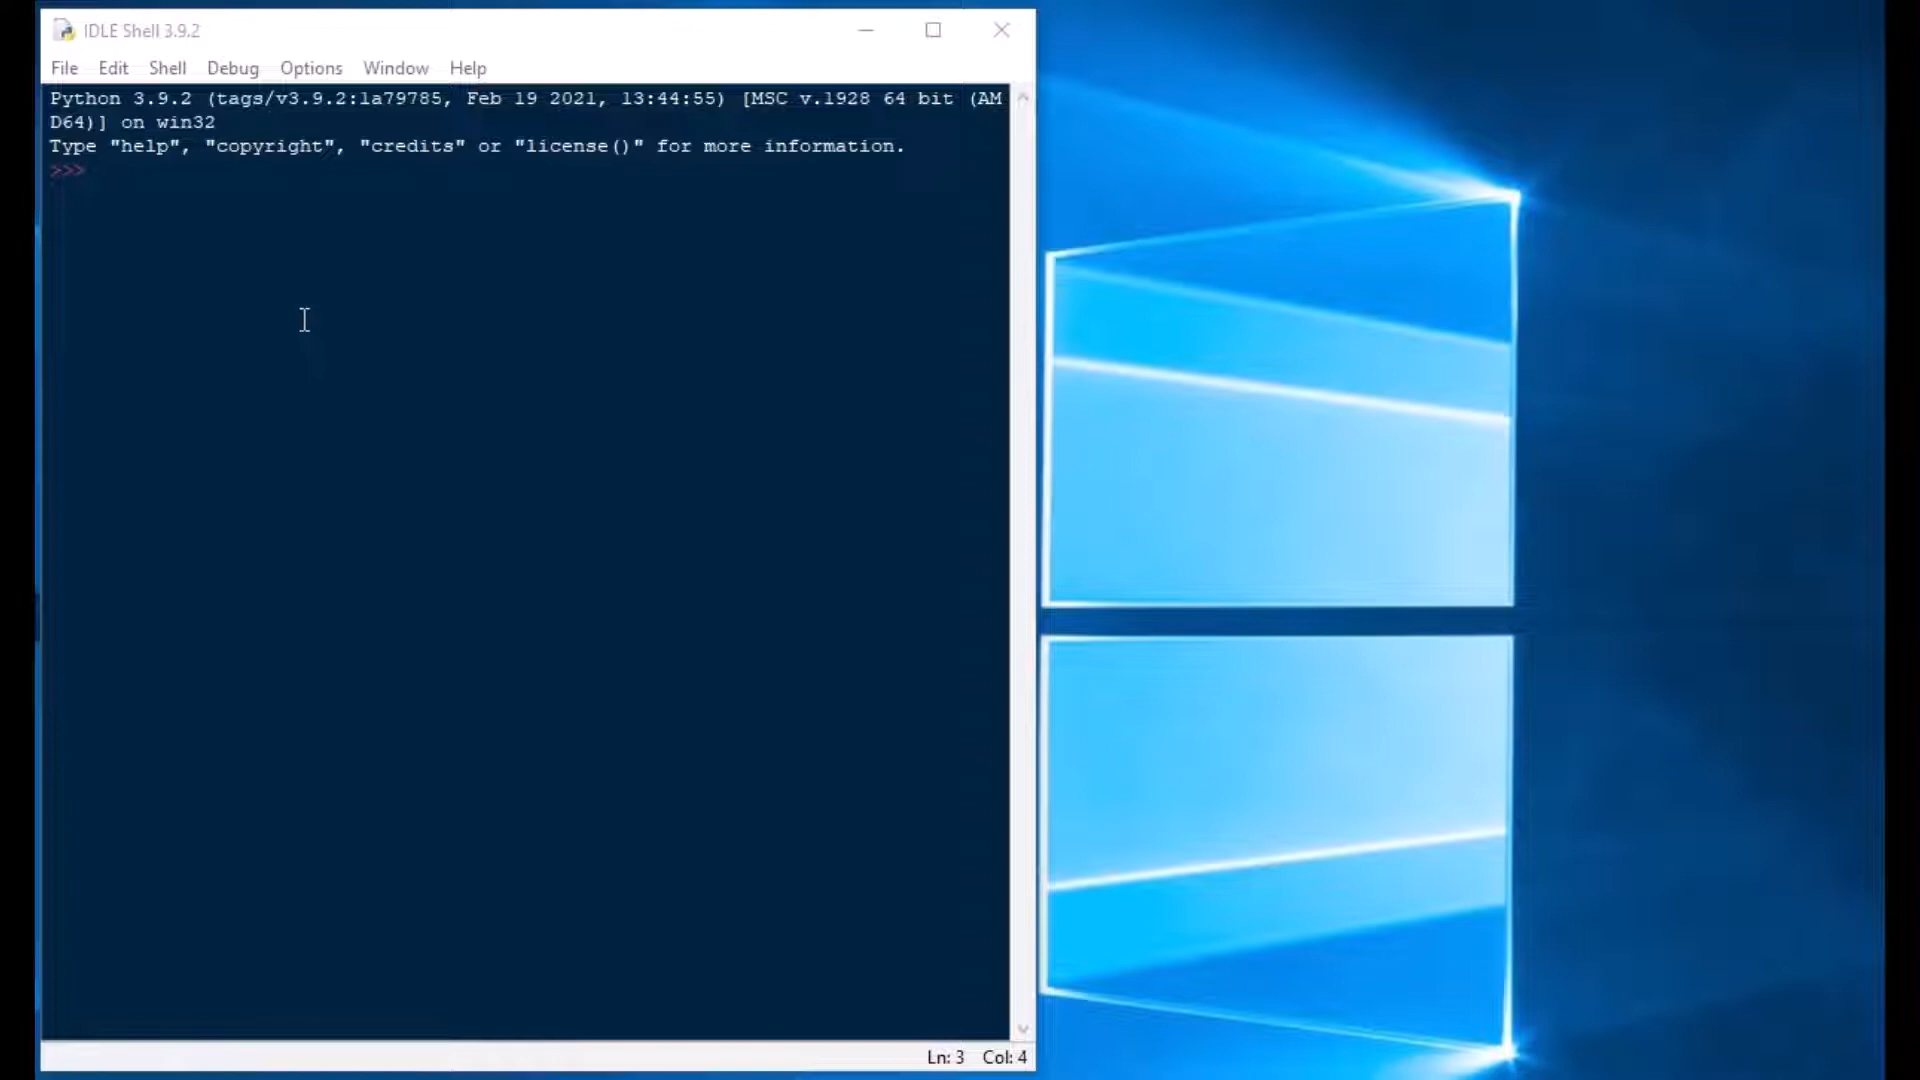 IDLE Shell 3.9.2
File Edit Shell Debug Options Window Help
Python 3.9.2 (tags/v3.9.2:1a79785, Feb 19 2021, 13:44:55) [MSC v.1928 64 bit (AM
D64)] on win32
Type "help", "copyright", "credits" or "license()" for more information.
>>>
Ln: 3 Col: 4